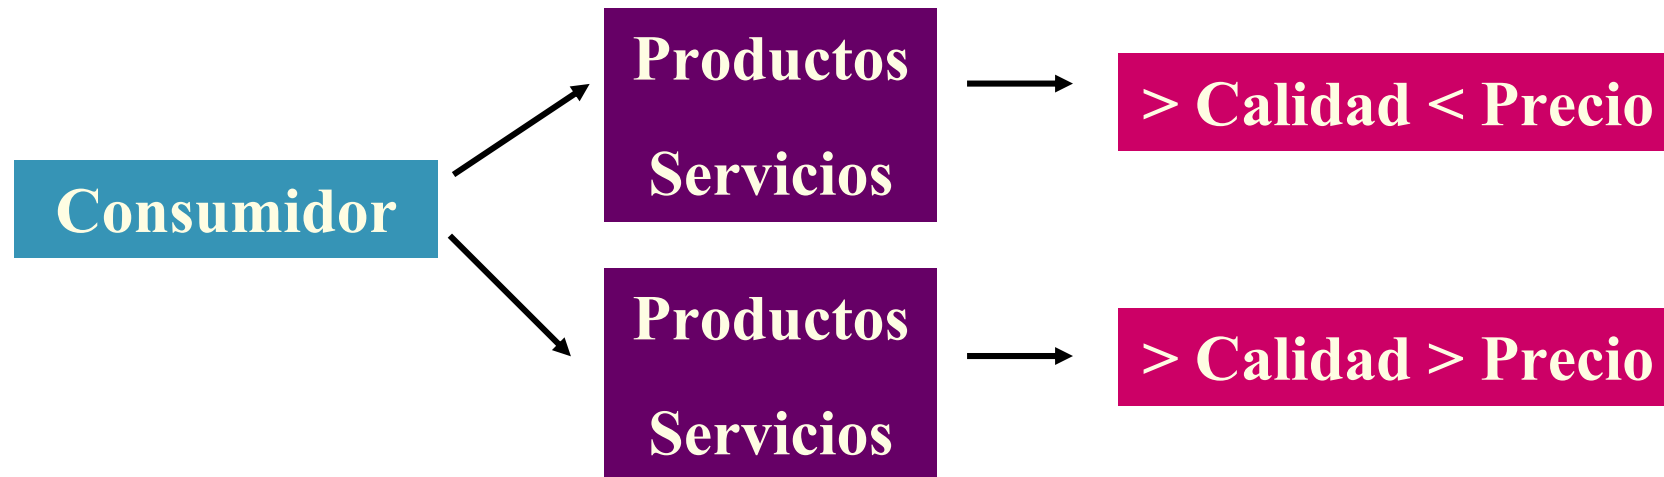 Consumidor
Productos
Servicios
> Calidad < Precio
Productos
Servicios
> Calidad > Precio